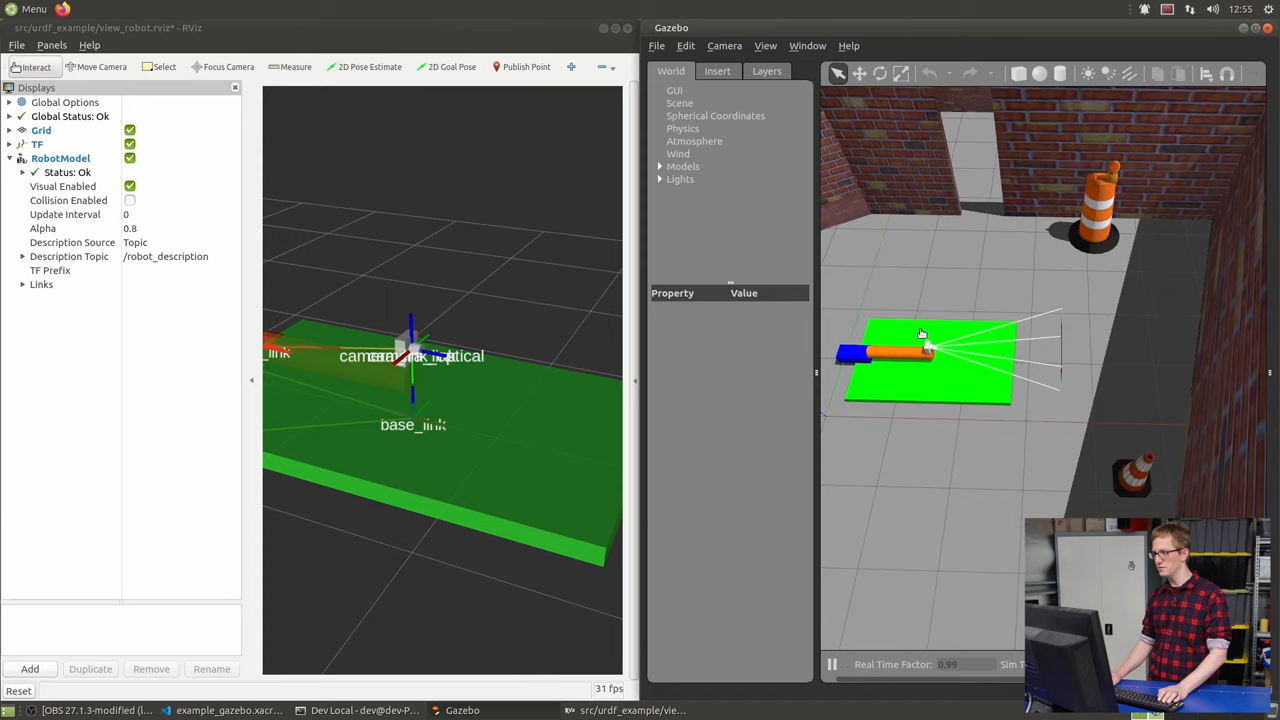 Menu
12:55
src/urdf_example/view_robot.rviz* - RViz
File Panels Help
Interact Move Camera Select Focus Camera Measure 2D Pose Estimate 2D Goal Pose Publish Point
Displays
Global Options
Global Status: Ok
Grid
TF
RobotModel
Status: Ok
Visual Enabled
Collision Enabled
Update Interval 0
Alpha 0.8
Description Source Topic
Description Topic /robot_description
TF Prefix
Links
base_link
Add Duplicate Remove Rename
Reset
31 fps
Gazebo
File Edit Camera View Window Help
World Insert Layers
GUI
Scene
Spherical Coordinates
Physics
Atmosphere
Wind
Models
Lights
Property Value
Real Time Factor: 0.99 Sim T
[OBS 27.1.3-modified (l... example_gazebo.xacr... Dev Local - dev@dev-P... Gazebo src/urdf_example/vie...